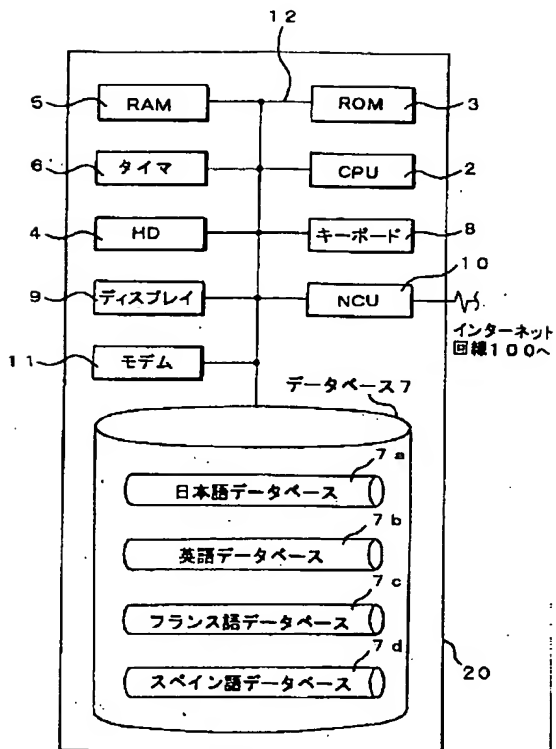 12
5
RAM
ROM
3
6
タイマ
CPU
2
4
HD
キーボード
8
9
ディスプレイ
NCU
10
11
モデム
インターネット
回線100へ
データベース7
7a
日本語データベース
7b
英語データベース
7c
フランス語データベース
7d
スペイン語データベース
20